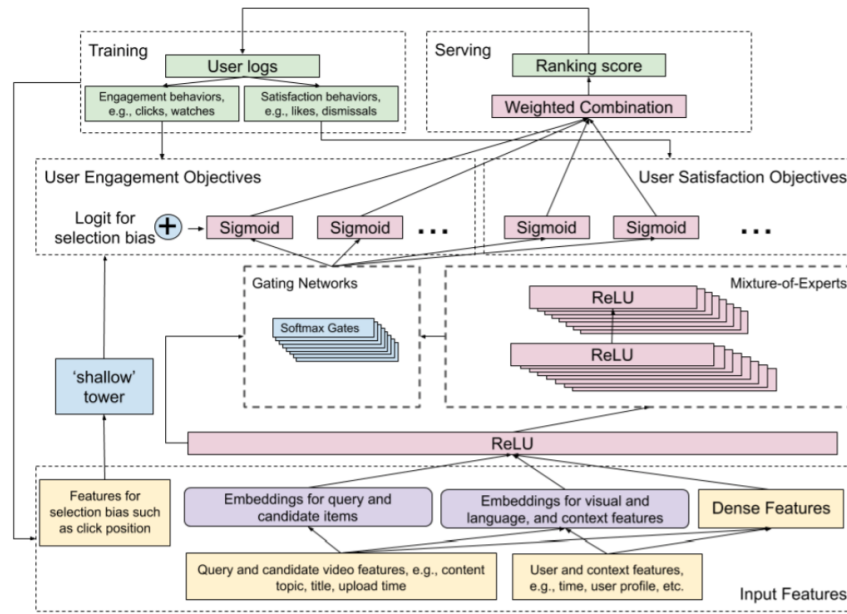 Training
User logs
Engagement behaviors,
e.g., clicks, watches
Satisfaction behaviors,
e.g., likes, dismissals
Serving
Ranking score
Weighted Combination
User Engagement Objectives
Logit for
selection bias
+
Sigmoid
Sigmoid
...
User Satisfaction Objectives
Sigmoid
Sigmoid
...
Gating Networks
Softmax Gates
Mixture-of-Experts
ReLU
ReLU
'shallow'
tower
ReLU
Features for
selection bias such
as click position
Embeddings for query and
candidate items
Embeddings for visual and
language, and context features
Dense Features
Query and candidate video features, e.g., content
topic, title, upload time
User and context features,
e.g., time, user profile, etc.
Input Features